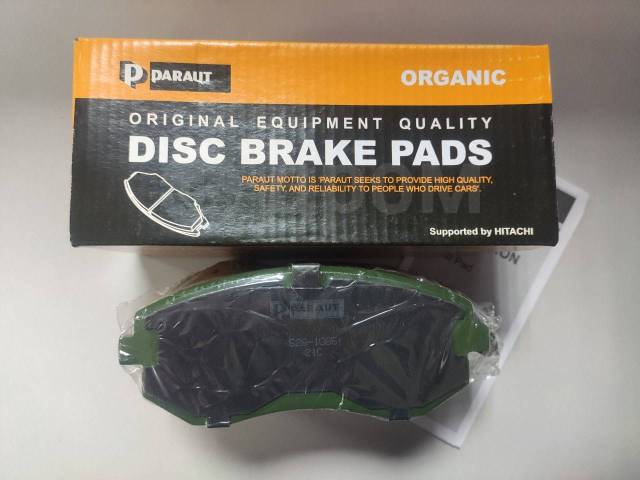 PARAUT
ORGANIC
ORIGINAL EQUIPMENT QUALITY
DISC BRAKE PADS
PARAUT MOTTO IS 'PARAUT SEEKS TO PROVIDE HIGH QUALITY,
SAFETY, AND RELIABILITY TO PEOPLE WHO DRIVE CARS'.
Supported by HITACHI
PARAUT
21C